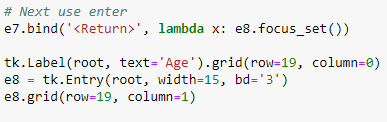 # Next use enter
e7.bind('<Return>', lambda x: e8.focus_set())
tk.Label(root, text='Age').grid(row=19, column=0)
e8 = tk.Entry(root, width=15, bd='3')
e8.grid(row=19, column=1)